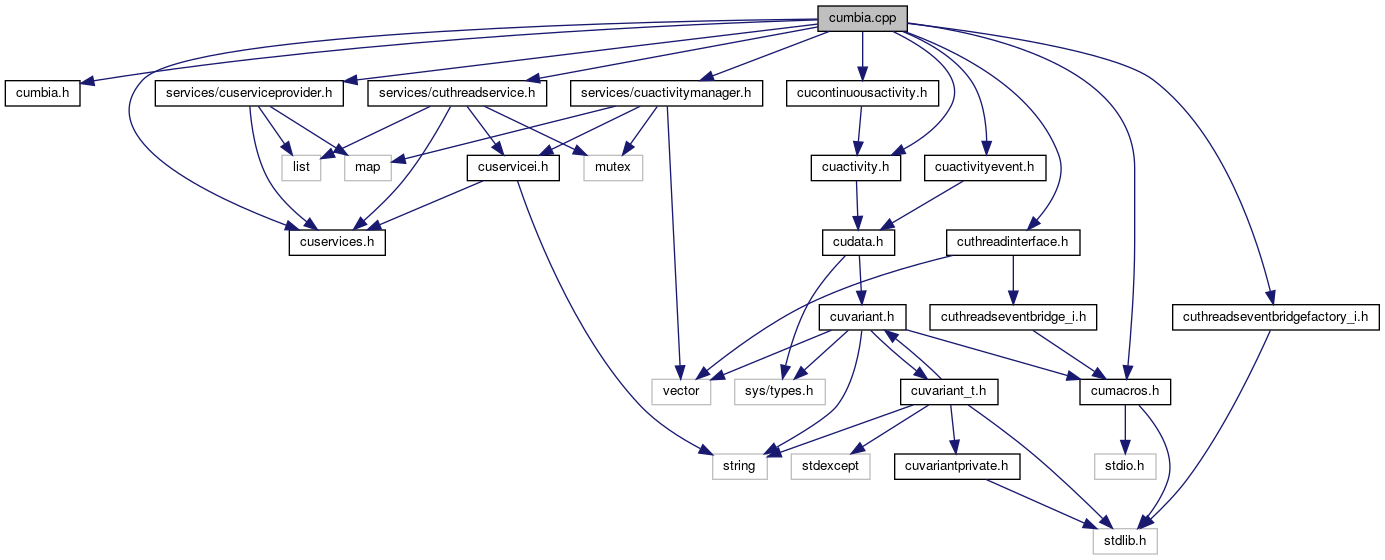 cumbia.cpp
cumbia.h
services/cuserviceprovider.h
services/cuthreadservice.h
services/cuactivitymanager.h
cucontinuousactivity.h
list
map
cuservicei.h
mutex
cuactivity.h
cuactivityevent.h
cuservices.h
cudata.h
cuthreadinterface.h
cuvariant.h
cuthreadseventbridge_i.h
cuthreadseventbridgefactory_i.h
vector
sys/types.h
cuvariant_t.h
cumacros.h
string
stdexcept
cuvariantprivate.h
stdio.h
stdlib.h